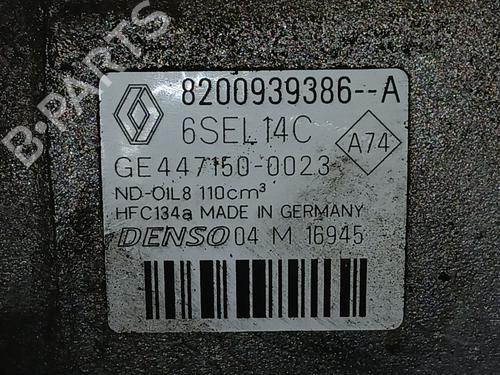 B-PARTS
8200939386--A
6SEL14C
A74
GE447150-0023
ND-OIL8 110cm³
HFC134a MADE IN GERMANY
DENSO 04 M 16945